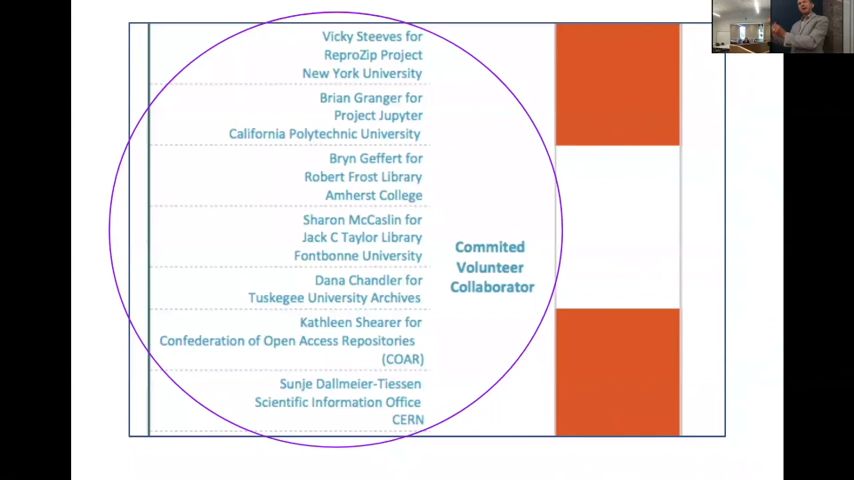 Vicky Steeves for
ReproZip Project
New York University
Brian Granger for
Project Jupyter
California Polytechnic University
Bryn Geffert for
Robert Frost Library
Amherst College
Sharon McCaslin for
Jack C Taylor Library
Fontbonne University
Dana Chandler for
Tuskegee University Archives
Kathleen Shearer for
Confederation of Open Access Repositories
(COAR)
Sunje Dallmeier-Tiessen
Scientific Information Office
CERN
Commited
Volunteer
Collaborator